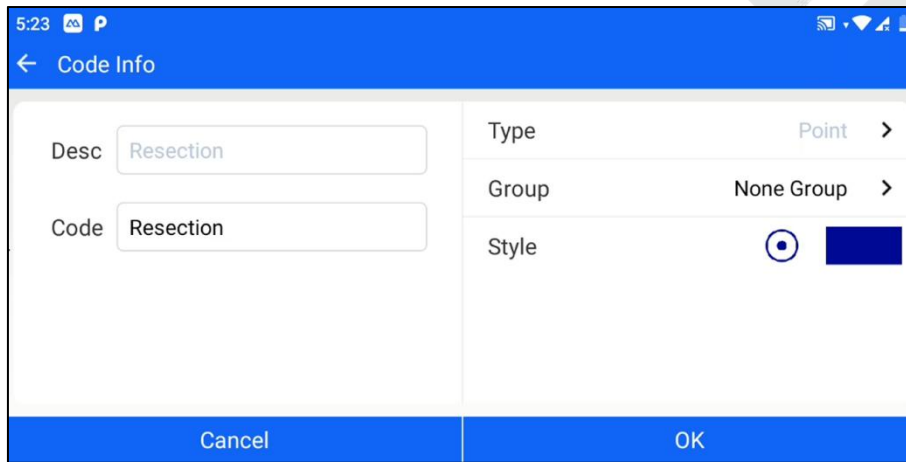 5:23
Code Info
Desc Resection
Code Resection
Type Point
Group None Group
Style
Cancel
OK